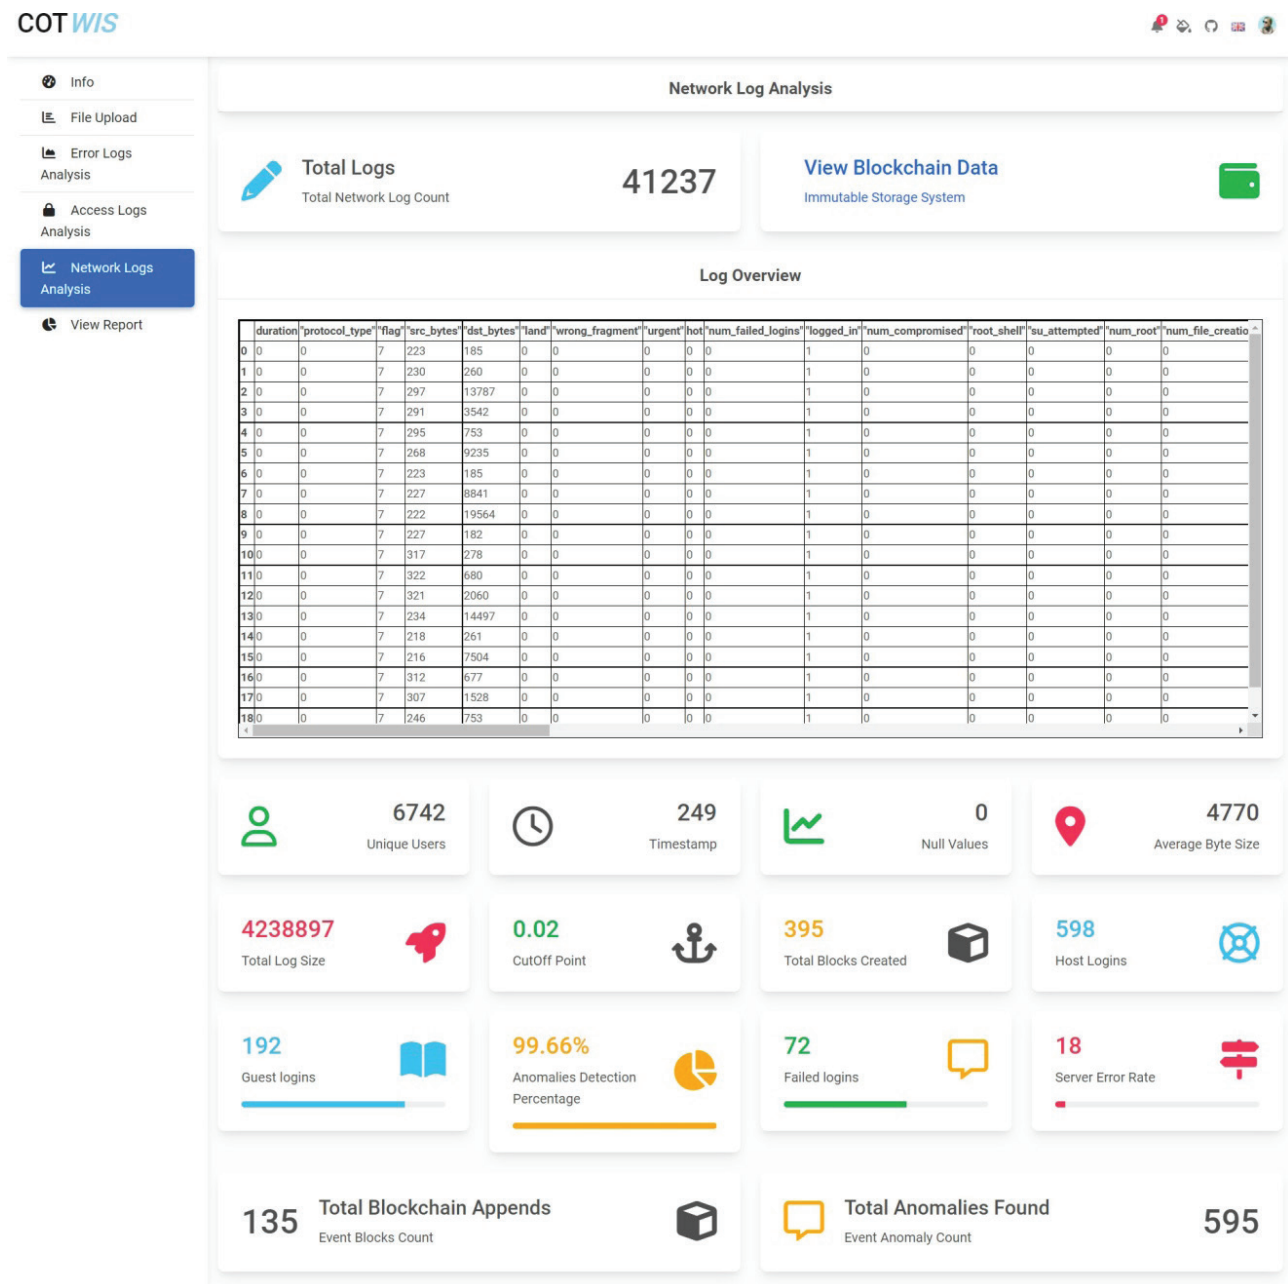 COT WIS
1
Info
File Upload
Error Logs
Analysis
Access Logs
Analysis
Network Logs
Analysis
View Report
Network Log Analysis
Total Logs
Total Network Log Count
41237
View Blockchain Data
Immutable Storage System
Log Overview
duration "protocol_type" "flag" "src_bytes" "dst_bytes" "land" "wrong_fragment" "urgent" hot "num_failed_logins" "logged_in" "num_compromised" "root_shell" "su_attempted" "num_root" "num_file_creatio
0 0 0 7 223 185 0 0 0 0 0 1 0 0 0 0 0
1 0 0 7 230 260 0 0 0 0 0 1 0 0 0 0 0
2 0 0 7 297 13787 0 0 0 0 0 1 0 0 0 0 0
3 0 0 7 291 3542 0 0 0 0 0 1 0 0 0 0 0
4 0 0 7 295 753 0 0 0 0 0 1 0 0 0 0 0
5 0 0 7 268 9235 0 0 0 0 0 1 0 0 0 0 0
6 0 0 7 223 185 0 0 0 0 0 1 0 0 0 0 0
7 0 0 7 227 8841 0 0 0 0 0 1 0 0 0 0 0
8 0 0 7 222 19564 0 0 0 0 0 1 0 0 0 0 0
9 0 0 7 227 182 0 0 0 0 0 1 0 0 0 0 0
10 0 0 7 317 278 0 0 0 0 0 1 0 0 0 0 0
11 0 0 7 322 680 0 0 0 0 0 1 0 0 0 0 0
12 0 0 7 321 2060 0 0 0 0 0 1 0 0 0 0 0
13 0 0 7 234 14497 0 0 0 0 0 1 0 0 0 0 0
14 0 0 7 218 261 0 0 0 0 0 1 0 0 0 0 0
15 0 0 7 216 7504 0 0 0 0 0 1 0 0 0 0 0
16 0 0 7 312 677 0 0 0 0 0 1 0 0 0 0 0
17 0 0 7 307 1528 0 0 0 0 0 1 0 0 0 0 0
18 0 0 7 246 753 0 0 0 0 0 1 0 0 0 0 0
6742
Unique Users
249
Timestamp
0
Null Values
4770
Average Byte Size
4238897
Total Log Size
0.02
CutOff Point
395
Total Blocks Created
598
Host Logins
192
Guest logins
99.66%
Anomalies Detection
Percentage
72
Failed logins
18
Server Error Rate
135
Total Blockchain Appends
Event Blocks Count
Total Anomalies Found
Event Anomaly Count
595